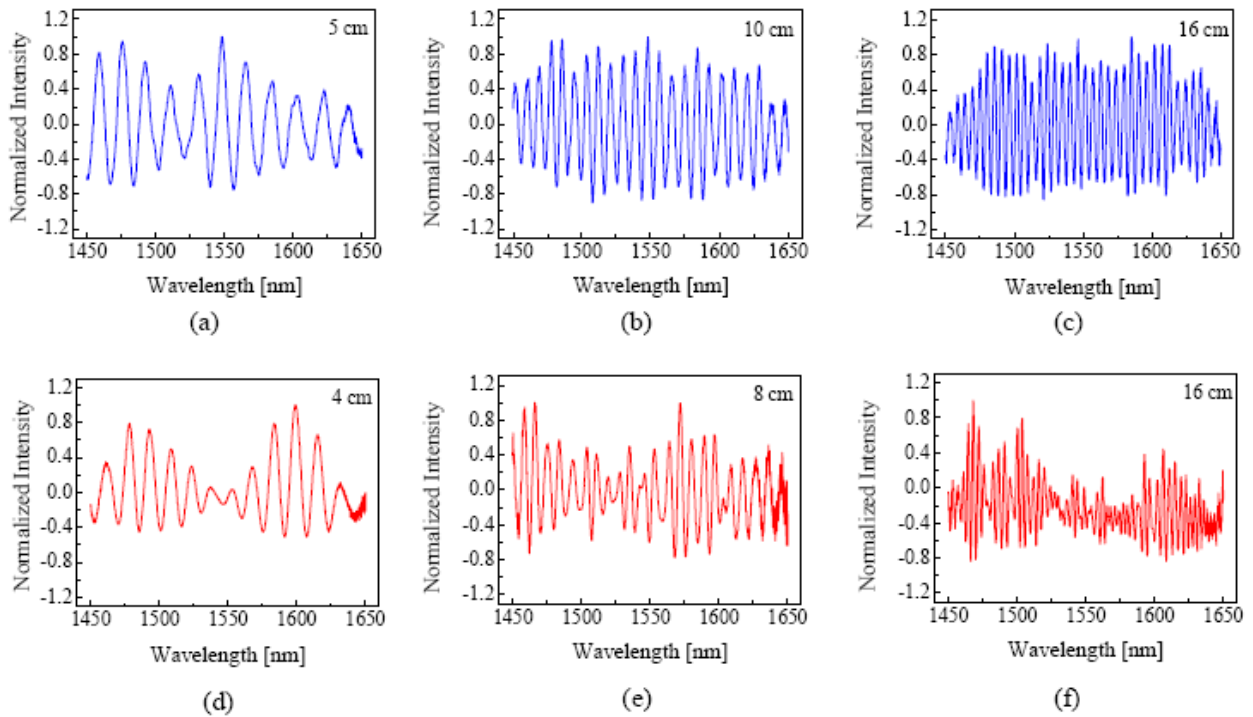 1.2
0.8
0.4
0.0
-0.4
-0.8
-1.2
Normalized Intensity
5 cm
1450 1500 1550 1600 1650
Wavelength [nm]
(a)
1.2
0.8
0.4
0.0
-0.4
-0.8
-1.2
Normalized Intensity
10 cm
1450 1500 1550 1600 1650
Wavelength [nm]
(b)
1.2
0.8
0.4
0.0
-0.4
-0.8
-1.2
Normalized Intensity
16 cm
1450 1500 1550 1600 1650
Wavelength [nm]
(c)
1.2
0.8
0.4
0.0
-0.4
-0.8
-1.2
Normalized Intensity
4 cm
1450 1500 1550 1600 1650
Wavelength [nm]
(d)
1.2
0.8
0.4
0.0
-0.4
-0.8
-1.2
Normalized Intensity
8 cm
1450 1500 1550 1600 1650
Wavelength [nm]
(e)
1.2
0.8
0.4
0.0
-0.4
-0.8
-1.2
Normalized Intensity
16 cm
1450 1500 1550 1600 1650
Wavelength [nm]
(f)